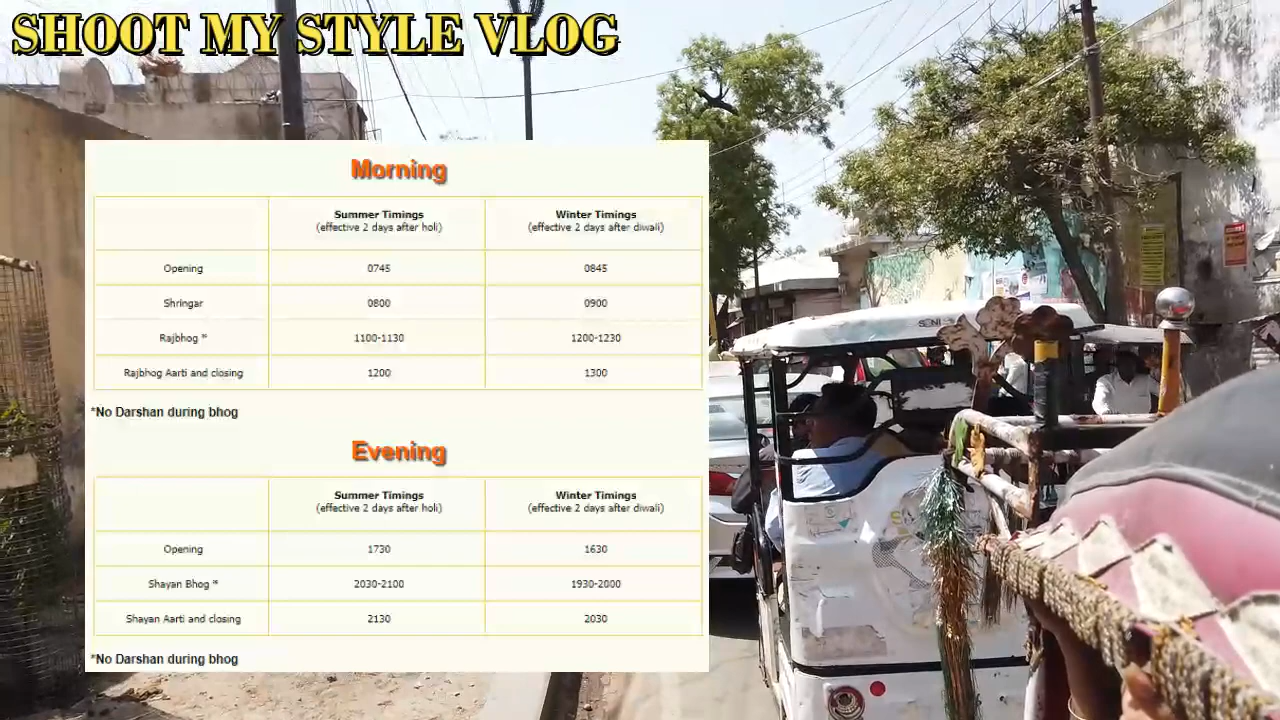 SHOOT MY STYLE VLOG
Morning
Summer Timings Winter Timings
(effective 2 days after holi) (effective 2 days after diwali)
Opening 0745 0845
Shringar 0800 0900
Rajbhog * 1100-1130 1200-1230
Rajbhog Aarti and closing 1200 1300
*No Darshan during bhog
Evening
Summer Timings Winter Timings
(effective 2 days after holi) (effective 2 days after diwali)
Opening 1730 1630
Shayan Bhog * 2030-2100 1930-2000
Shayan Aarti and closing 2130 2030
*No Darshan during bhog